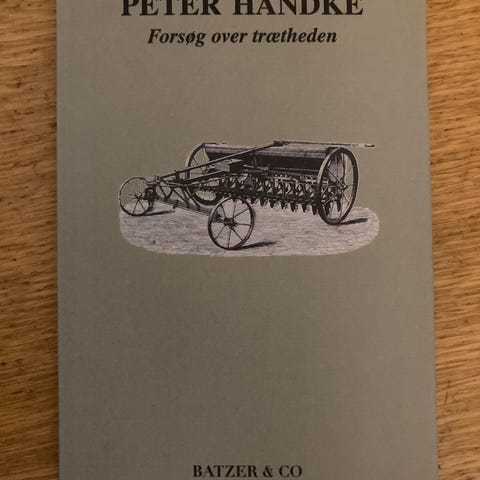 PETER HANDKE
Forsøg over trætheden
BATZER & CO